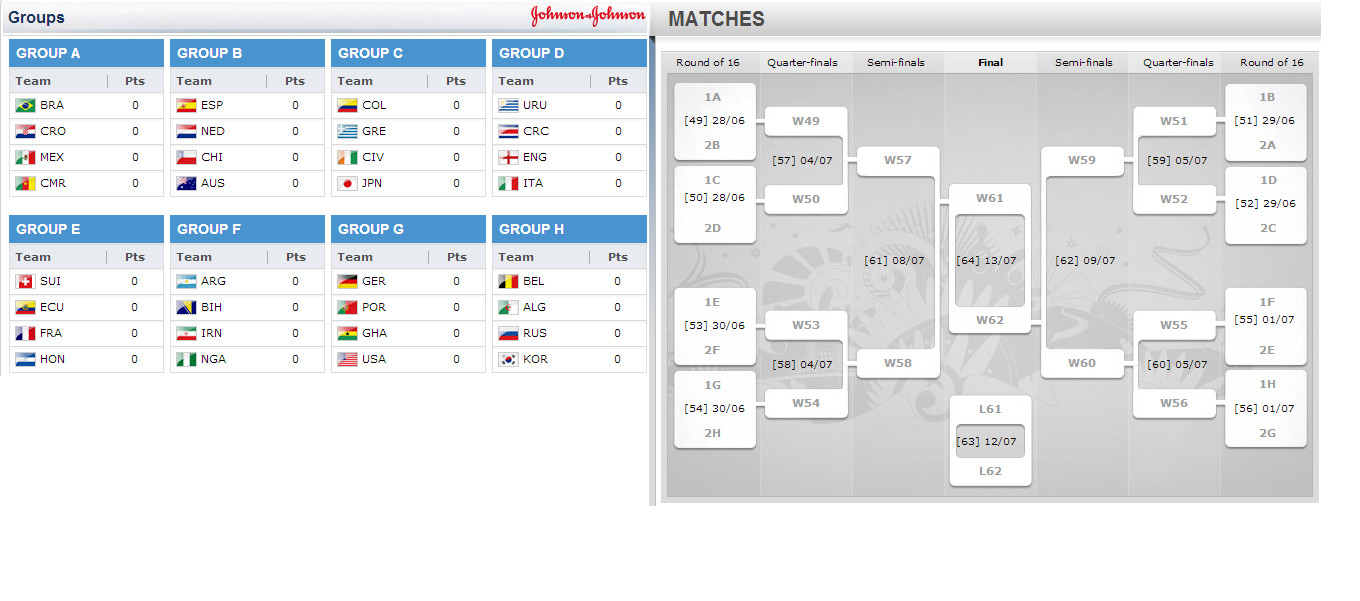 Groups
Johnson & Johnson
GROUP A GROUP B GROUP C GROUP D
Team Pts Team Pts Team Pts Team Pts
BRA 0 ESP 0 COL 0 URU 0
CRO 0 NED 0 GRE 0 CRC 0
MEX 0 CHI 0 CIV 0 ENG 0
CMR 0 AUS 0 JPN 0 ITA 0
GROUP E GROUP F GROUP G GROUP H
Team Pts Team Pts Team Pts Team Pts
SUI 0 ARG 0 GER 0 BEL 0
ECU 0 BIH 0 POR 0 ALG 0
FRA 0 IRN 0 GHA 0 RUS 0
HON 0 NGA 0 USA 0 KOR 0
MATCHES
Round of 16 Quarter-finals Semi-finals Final Semi-finals Quarter-finals Round of 16
1A
[49] 28/06
2B
1C
[50] 28/06
2D
1E
[53] 30/06
2F
1G
[54] 30/06
2H
W49
[57] 04/07
W50
W53
[58] 04/07
W54
W57
[61] 08/07
W58
W61
[64] 13/07
W62
L61
[63] 12/07
L62
W59
[62] 09/07
W60
W51
[59] 05/07
W52
W55
[60] 05/07
W56
1B
[51] 29/06
2A
1D
[52] 29/06
2C
1F
[55] 01/07
2E
1H
[56] 01/07
2G